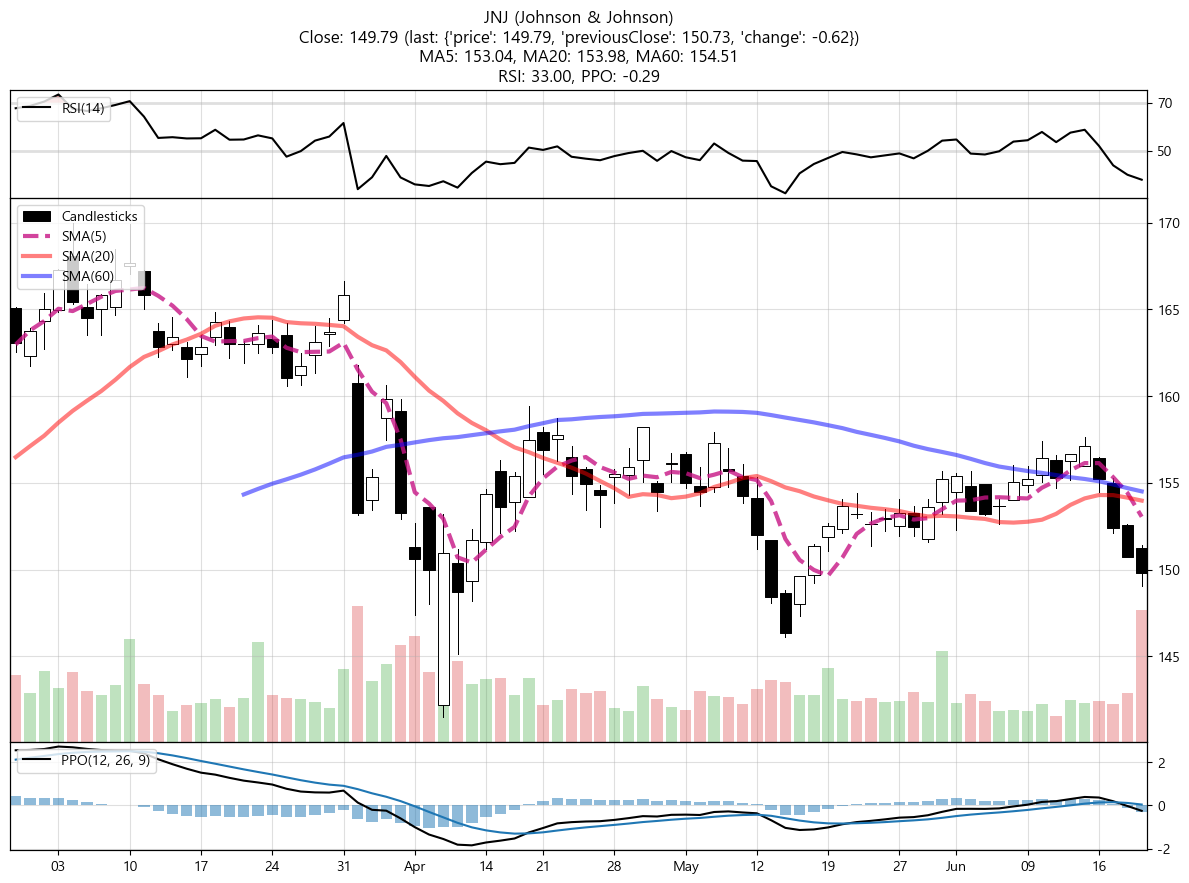 JNJ (Johnson & Johnson)
Close: 149.79 (last: {'price': 149.79, 'previousClose': 150.73, 'change': -0.62})
MA5: 153.04, MA20: 153.98, MA60: 154.51
RSI: 33.00, PPO: -0.29
RSI(14)
70
50
Candlesticks
SMA(5)
SMA(20)
SMA(60)
170
165
160
155
150
145
PPO(12, 26, 9)
2
0
-2
03 10 17 24 31 Apr 14 21 28 May 12 19 27 Jun 09 16